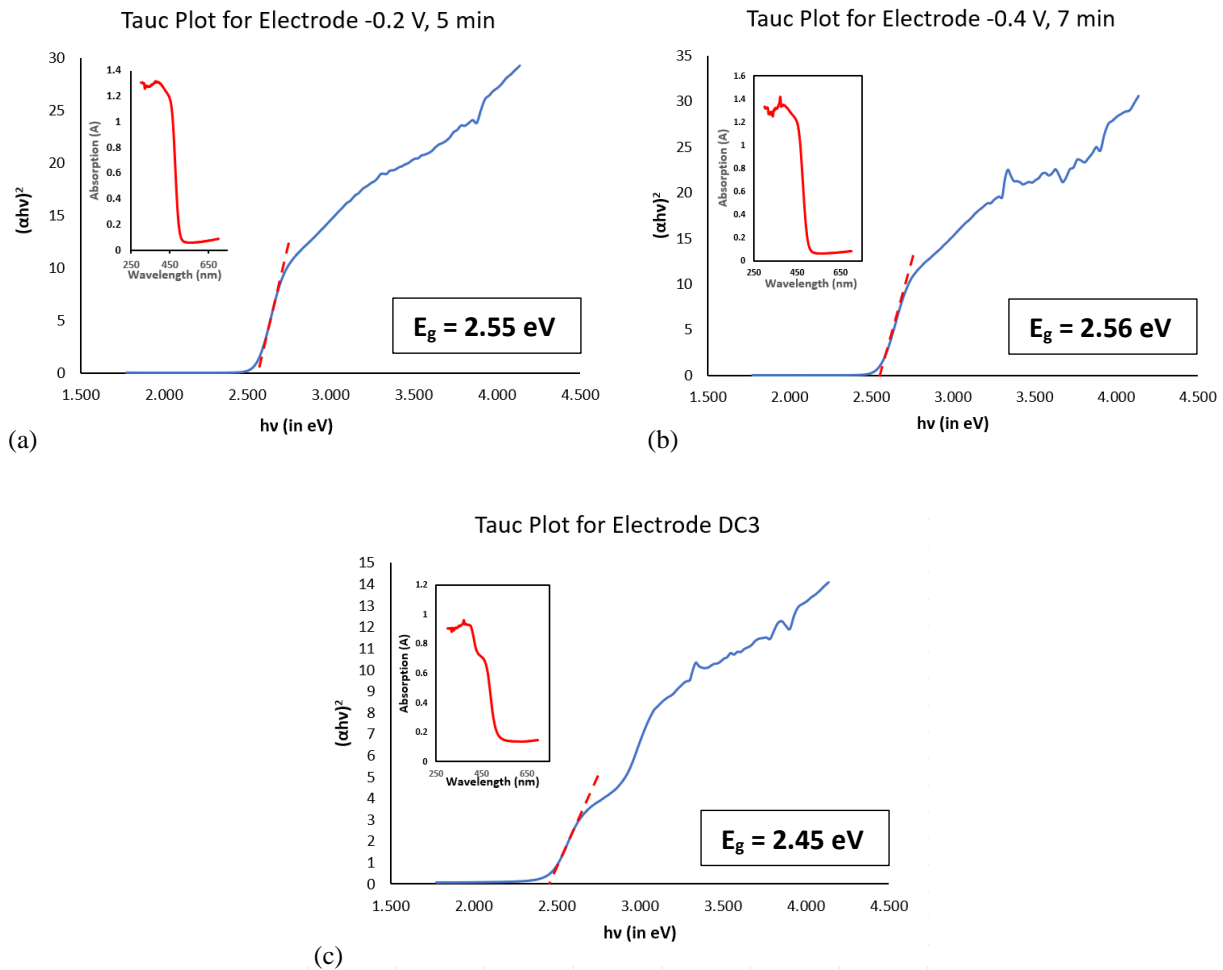 Tauc Plot for Electrode -0.2 V, 5 min
30
25
20
15
10
5
0
(αhν)²
1.500 2.000 2.500 3.000 3.500 4.000 4.500
hν (in eV)
1.4
1.2
1
0.8
0.6
0.4
0.2
0
Absorption (A)
250 450 650
Wavelength (nm)
Eg = 2.55 eV
(a)
Tauc Plot for Electrode -0.4 V, 7 min
35
30
25
20
15
10
5
0
(αhν)²
1.500 2.000 2.500 3.000 3.500 4.000 4.500
hν (in eV)
1.6
1.4
1.2
1
0.8
0.6
0.4
0.2
0
Absorption (A)
250 450 650
Wavelength (nm)
Eg = 2.56 eV
(b)
Tauc Plot for Electrode DC3
15
14
13
12
11
10
9
8
7
6
5
4
3
2
1
0
(αhν)²
1.500 2.000 2.500 3.000 3.500 4.000 4.500
hν (in eV)
1.2
1
0.8
0.6
0.4
0.2
0
Absorption (A)
250 450 650
Wavelength (nm)
Eg = 2.45 eV
(c)